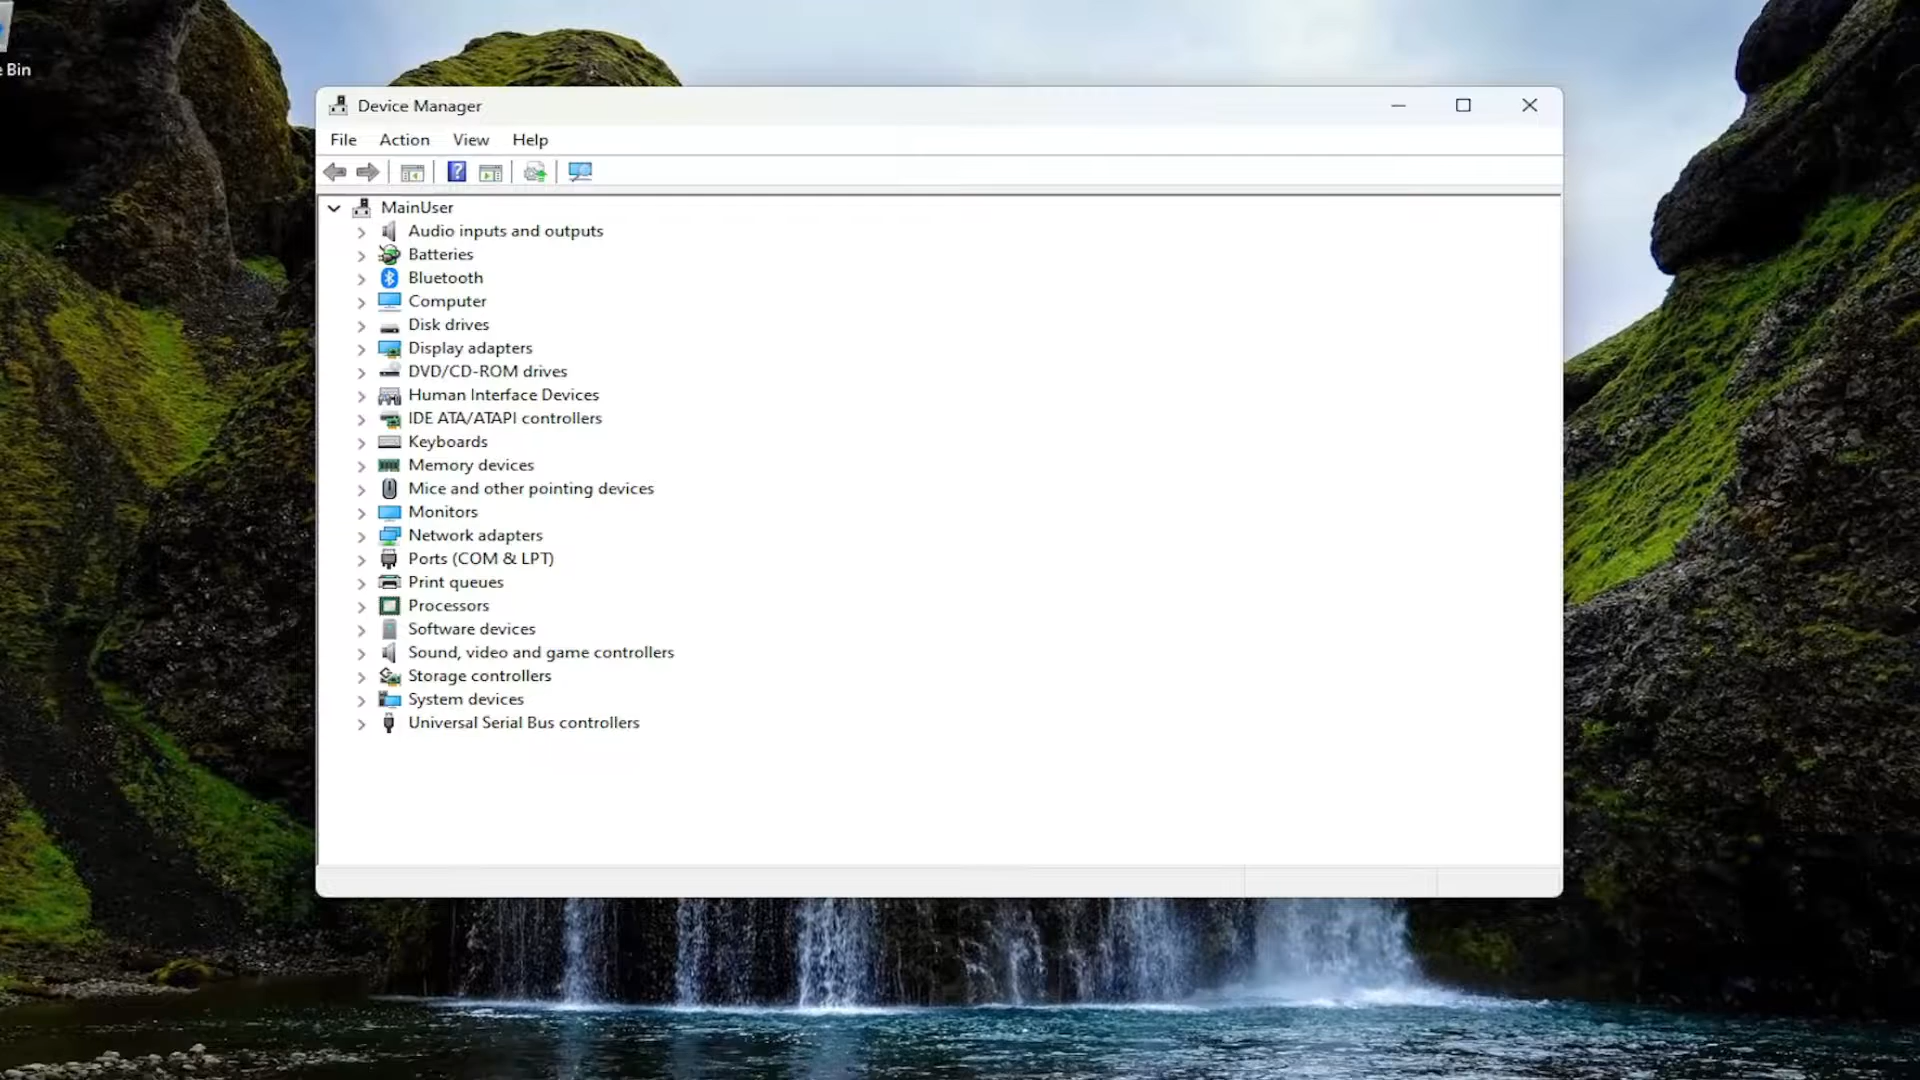 e Bin
Device Manager
File Action View Help
MainUser
Audio inputs and outputs
Batteries
Bluetooth
Computer
Disk drives
Display adapters
DVD/CD-ROM drives
Human Interface Devices
IDE ATA/ATAPI controllers
Keyboards
Memory devices
Mice and other pointing devices
Monitors
Network adapters
Ports (COM & LPT)
Print queues
Processors
Software devices
Sound, video and game controllers
Storage controllers
System devices
Universal Serial Bus controllers